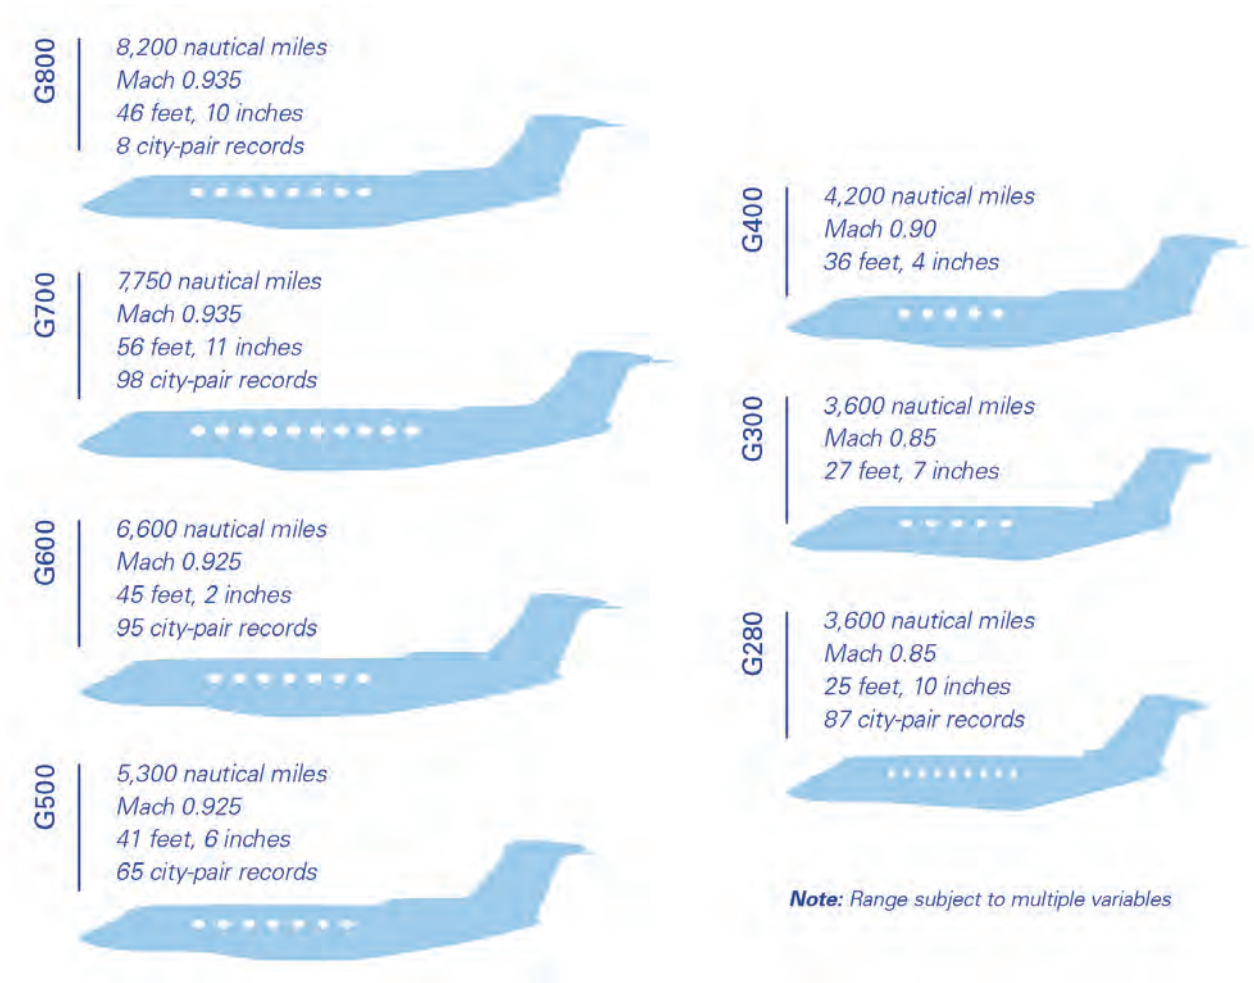 G800
8,200 nautical miles
Mach 0.935
46 feet, 10 inches
8 city-pair records
G700
7,750 nautical miles
Mach 0.935
56 feet, 11 inches
98 city-pair records
G600
6,600 nautical miles
Mach 0.925
45 feet, 2 inches
95 city-pair records
G500
5,300 nautical miles
Mach 0.925
41 feet, 6 inches
65 city-pair records
G400
4,200 nautical miles
Mach 0.90
36 feet, 4 inches
G300
3,600 nautical miles
Mach 0.85
27 feet, 7 inches
G280
3,600 nautical miles
Mach 0.85
25 feet, 10 inches
87 city-pair records
Note: Range subject to multiple variables